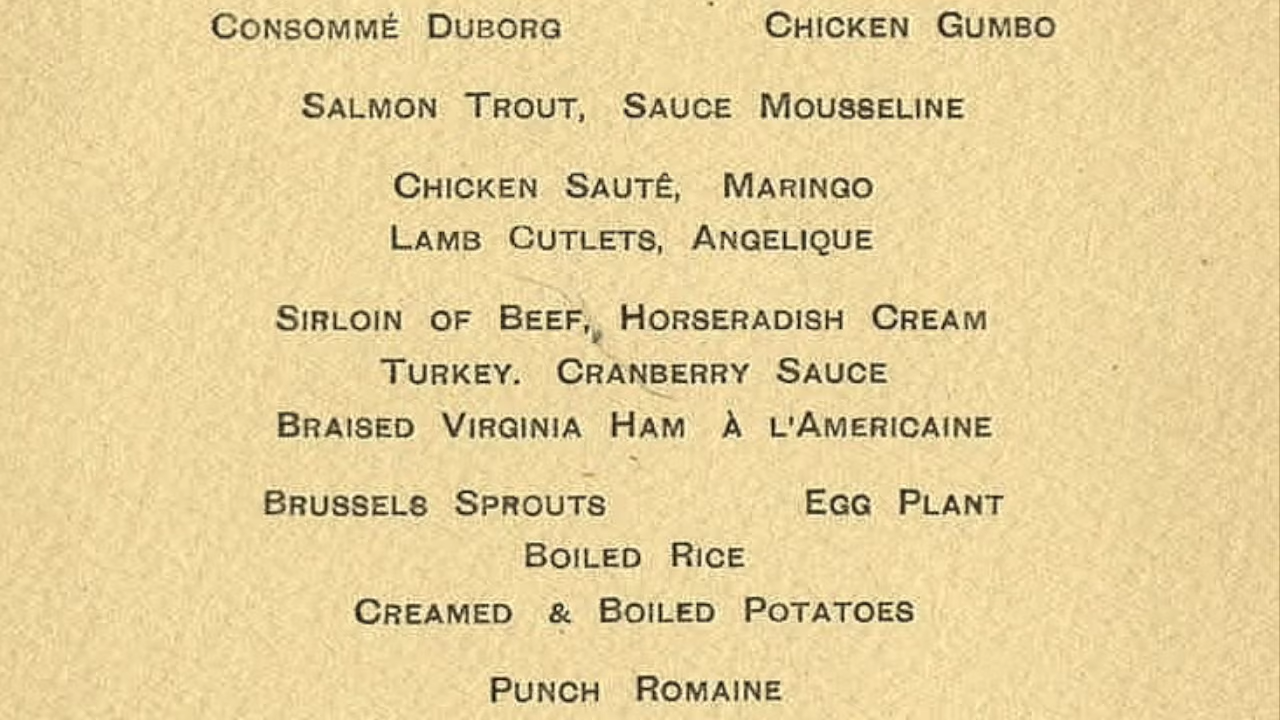 CONSOMMÉ DUBORG CHICKEN GUMBO
SALMON TROUT, SAUCE MOUSSELINE
CHICKEN SAUTÊ, MARINGO
LAMB CUTLETS, ANGELIQUE
SIRLOIN OF BEEF, HORSERADISH CREAM
TURKEY. CRANBERRY SAUCE
BRAISED VIRGINIA HAM À L'AMERICAINE
BRUSSELS SPROUTS EGG PLANT
BOILED RICE
CREAMED & BOILED POTATOES
PUNCH ROMAINE